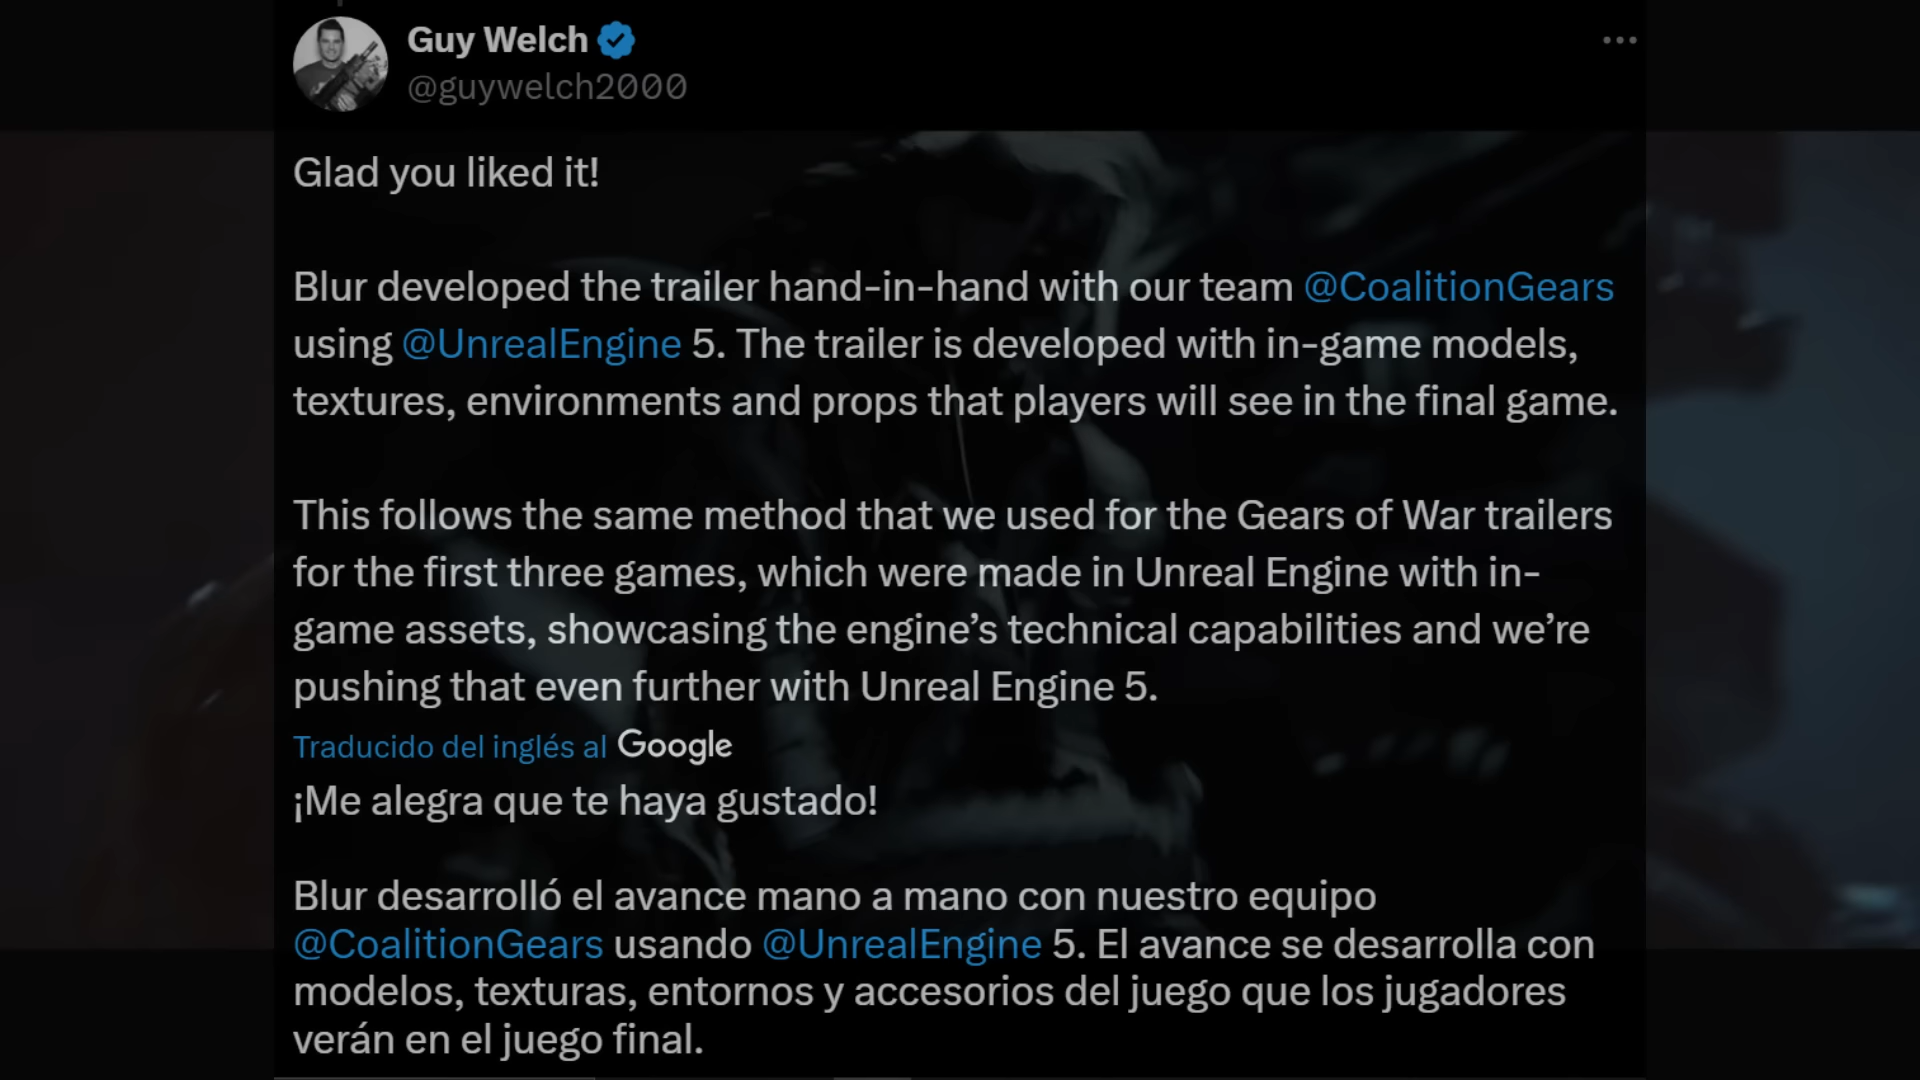 Guy Welch
@guywelch2000
Glad you liked it!
Blur developed the trailer hand-in-hand with our team @CoalitionGears
using @UnrealEngine 5. The trailer is developed with in-game models,
textures, environments and props that players will see in the final game.
This follows the same method that we used for the Gears of War trailers
for the first three games, which were made in Unreal Engine with in-
game assets, showcasing the engine’s technical capabilities and we’re
pushing that even further with Unreal Engine 5.
Traducido del inglés al Google
¡Me alegra que te haya gustado!
Blur desarrolló el avance mano a mano con nuestro equipo
@CoalitionGears usando @UnrealEngine 5. El avance se desarrolla con
modelos, texturas, entornos y accesorios del juego que los jugadores
verán en el juego final.